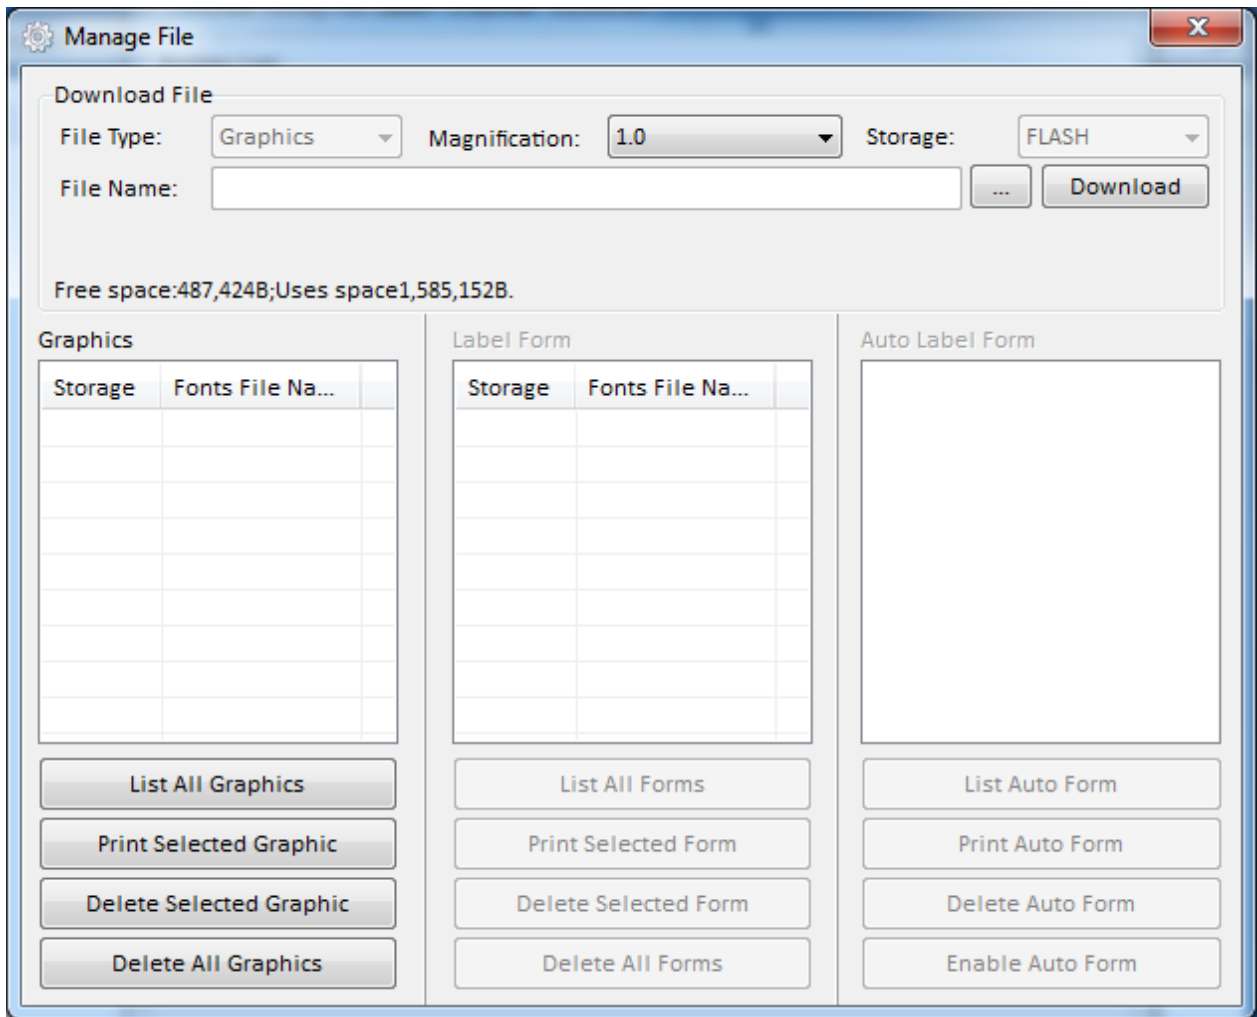 Manage File
Download File
File Type: Graphics Magnification: 1.0 Storage: FLASH
File Name: ... Download
Free space:487,424B;Uses space1,585,152B.
Graphics Label Form Auto Label Form
Storage Fonts File Na... Storage Fonts File Na...
List All Graphics List All Forms List Auto Form
Print Selected Graphic Print Selected Form Print Auto Form
Delete Selected Graphic Delete Selected Form Delete Auto Form
Delete All Graphics Delete All Forms Enable Auto Form